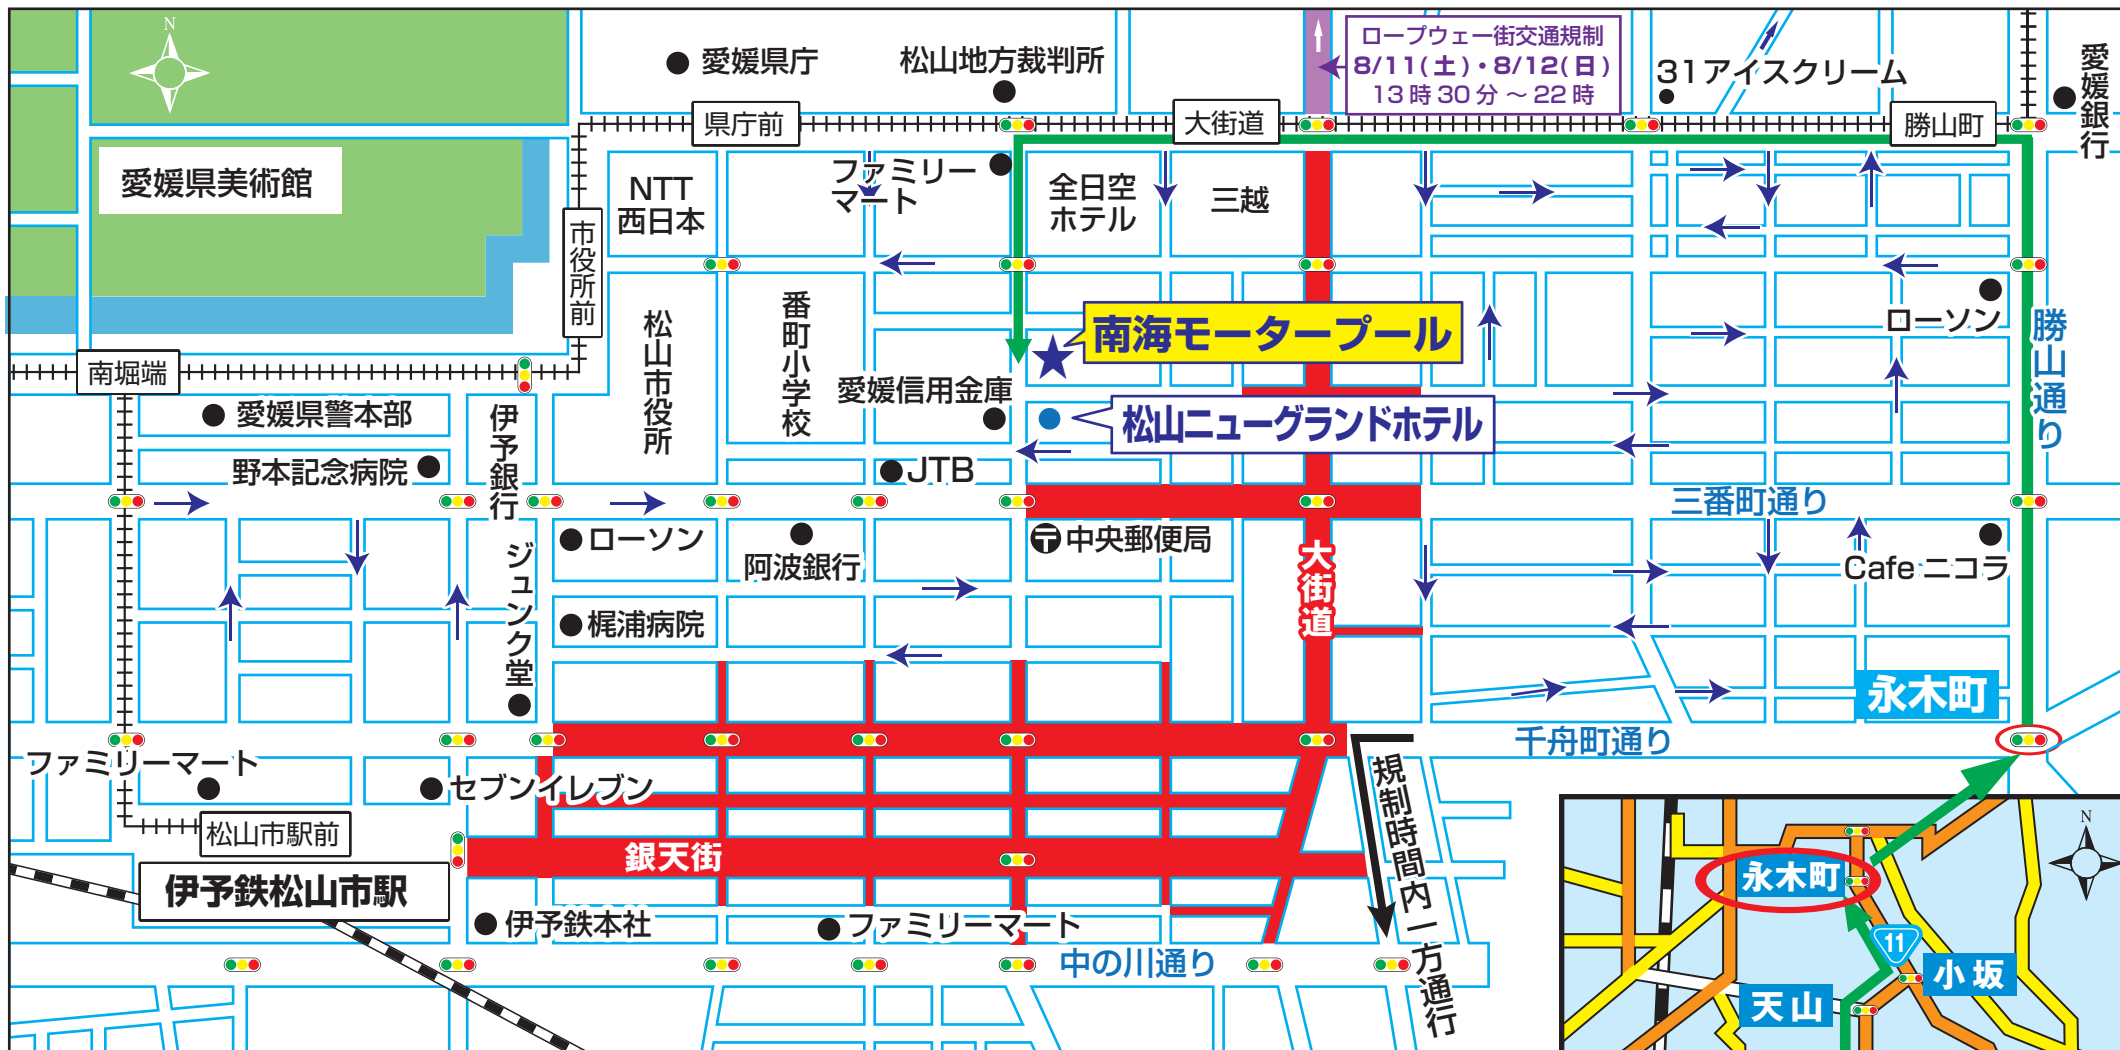 N
愛媛県庁
松山地方裁判所
ロープウェー街交通規制
8/11(土)・8/12(日)
13時30分～22時
31アイスクリーム
愛媛銀行
県庁前
大街道
勝山町
愛媛県美術館
NTT
西日本
ファミリー
マート
全日空
ホテル
三越
市役所前
松山市役所
番町小学校
南海モータープール
ローソン
勝山通り
南堀端
愛媛信用金庫
松山ニューグランドホテル
愛媛県警本部
伊予銀行
野本記念病院
JTB
三番町通り
ローソン
阿波銀行
〒中央郵便局
大街道
Cafe ニコラ
ジュンク堂
梶浦病院
永木町
千舟町通り
ファミリーマート
セブンイレブン
規制時間内一方通行
松山市駅前
銀天街
伊予鉄松山市駅
伊予鉄本社
ファミリーマート
中の川通り
N
永木町
11
小坂
天山